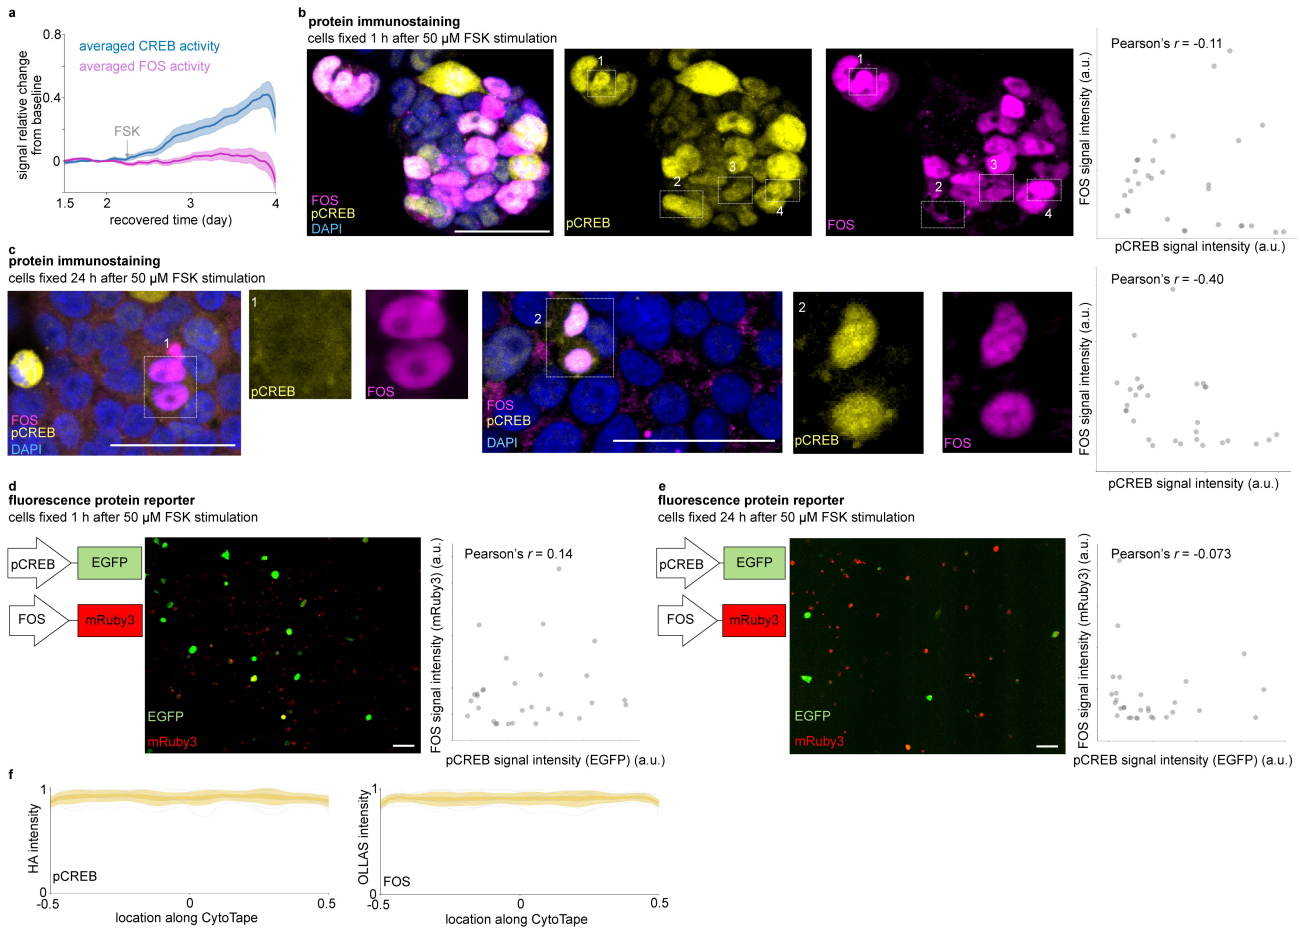 a
0.8
0.4
0
signal relative change
from baseline
averaged CREB activity
averaged FOS activity
FSK
1.5
2
3
4
recovered time (day)
b
protein immunostaining
cells fixed 1 h after 50 µM FSK stimulation
FOS
pCREB
DAPI
1
2
3
4
pCREB
1
2
3
4
FOS
Pearson's r = -0.11
FOS signal intensity (a.u.)
pCREB signal intensity (a.u.)
c
protein immunostaining
cells fixed 24 h after 50 µM FSK stimulation
1
FOS
pCREB
DAPI
1
pCREB
FOS
2
FOS
pCREB
DAPI
2
pCREB
FOS
Pearson's r = -0.40
FOS signal intensity (a.u.)
pCREB signal intensity (a.u.)
d
fluorescence protein reporter
cells fixed 1 h after 50 µM FSK stimulation
pCREB
EGFP
FOS
mRuby3
EGFP
mRuby3
Pearson's r = 0.14
FOS signal intensity (mRuby3) (a.u.)
pCREB signal intensity (EGFP) (a.u.)
e
fluorescence protein reporter
cells fixed 24 h after 50 µM FSK stimulation
pCREB
EGFP
FOS
mRuby3
EGFP
mRuby3
Pearson's r = -0.073
FOS signal intensity (mRuby3) (a.u.)
pCREB signal intensity (EGFP) (a.u.)
f
1
0
HA intensity
pCREB
-0.5
0
0.5
location along CytoTape
1
0
OLLAS intensity
FOS
-0.5
0
0.5
location along CytoTape